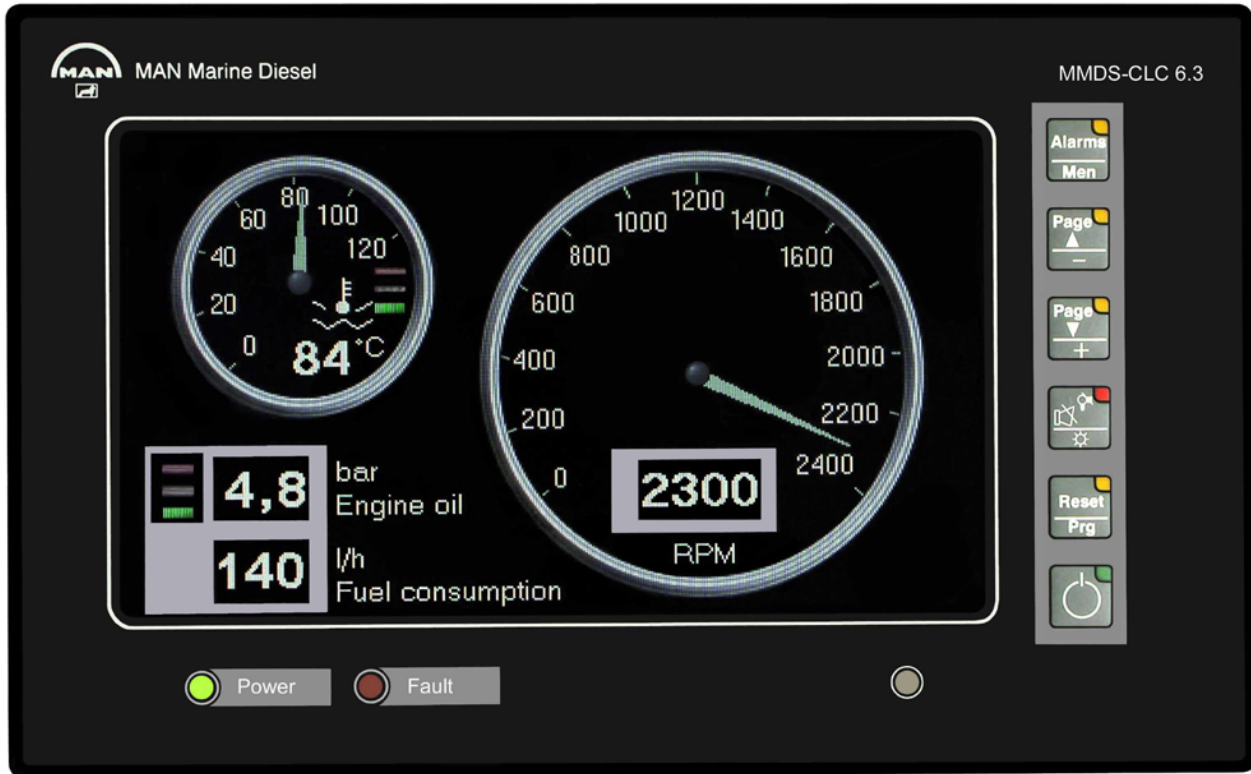 MAN
MAN Marine Diesel
MMDS-CLC 6.3
0
20
40
60
80
100
120
84 °C
0
200
400
600
800
1000
1200
1400
1600
1800
2000
2200
2400
2300
RPM
4,8 bar
Engine oil
140 l/h
Fuel consumption
Alarms
Men
Page
−
Page
+
Reset
Prg
Power
Fault